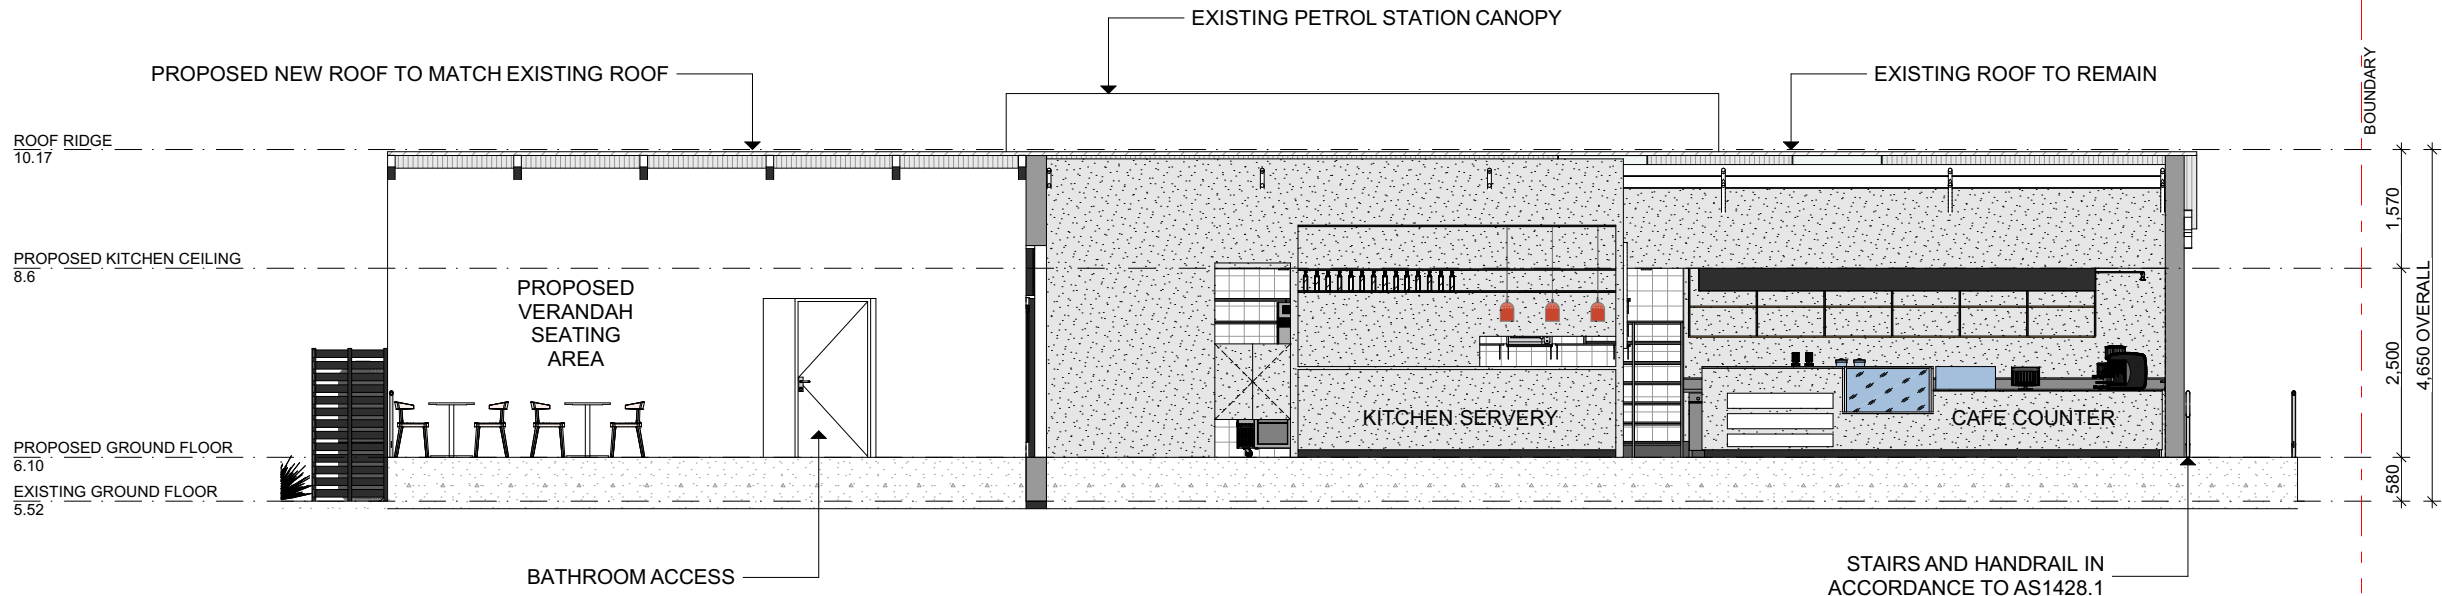 EXISTING PETROL STATION CANOPY
PROPOSED NEW ROOF TO MATCH EXISTING ROOF
EXISTING ROOF TO REMAIN
BOUNDARY
ROOF RIDGE
10.17
1,570
PROPOSED KITCHEN CEILING
8.6
PROPOSED
VERANDAH
SEATING
AREA
2,500
4,650 OVERALL
KITCHEN SERVERY
CAFE COUNTER
PROPOSED GROUND FLOOR
6.10
580
EXISTING GROUND FLOOR
5.52
BATHROOM ACCESS
STAIRS AND HANDRAIL IN
ACCORDANCE TO AS1428.1